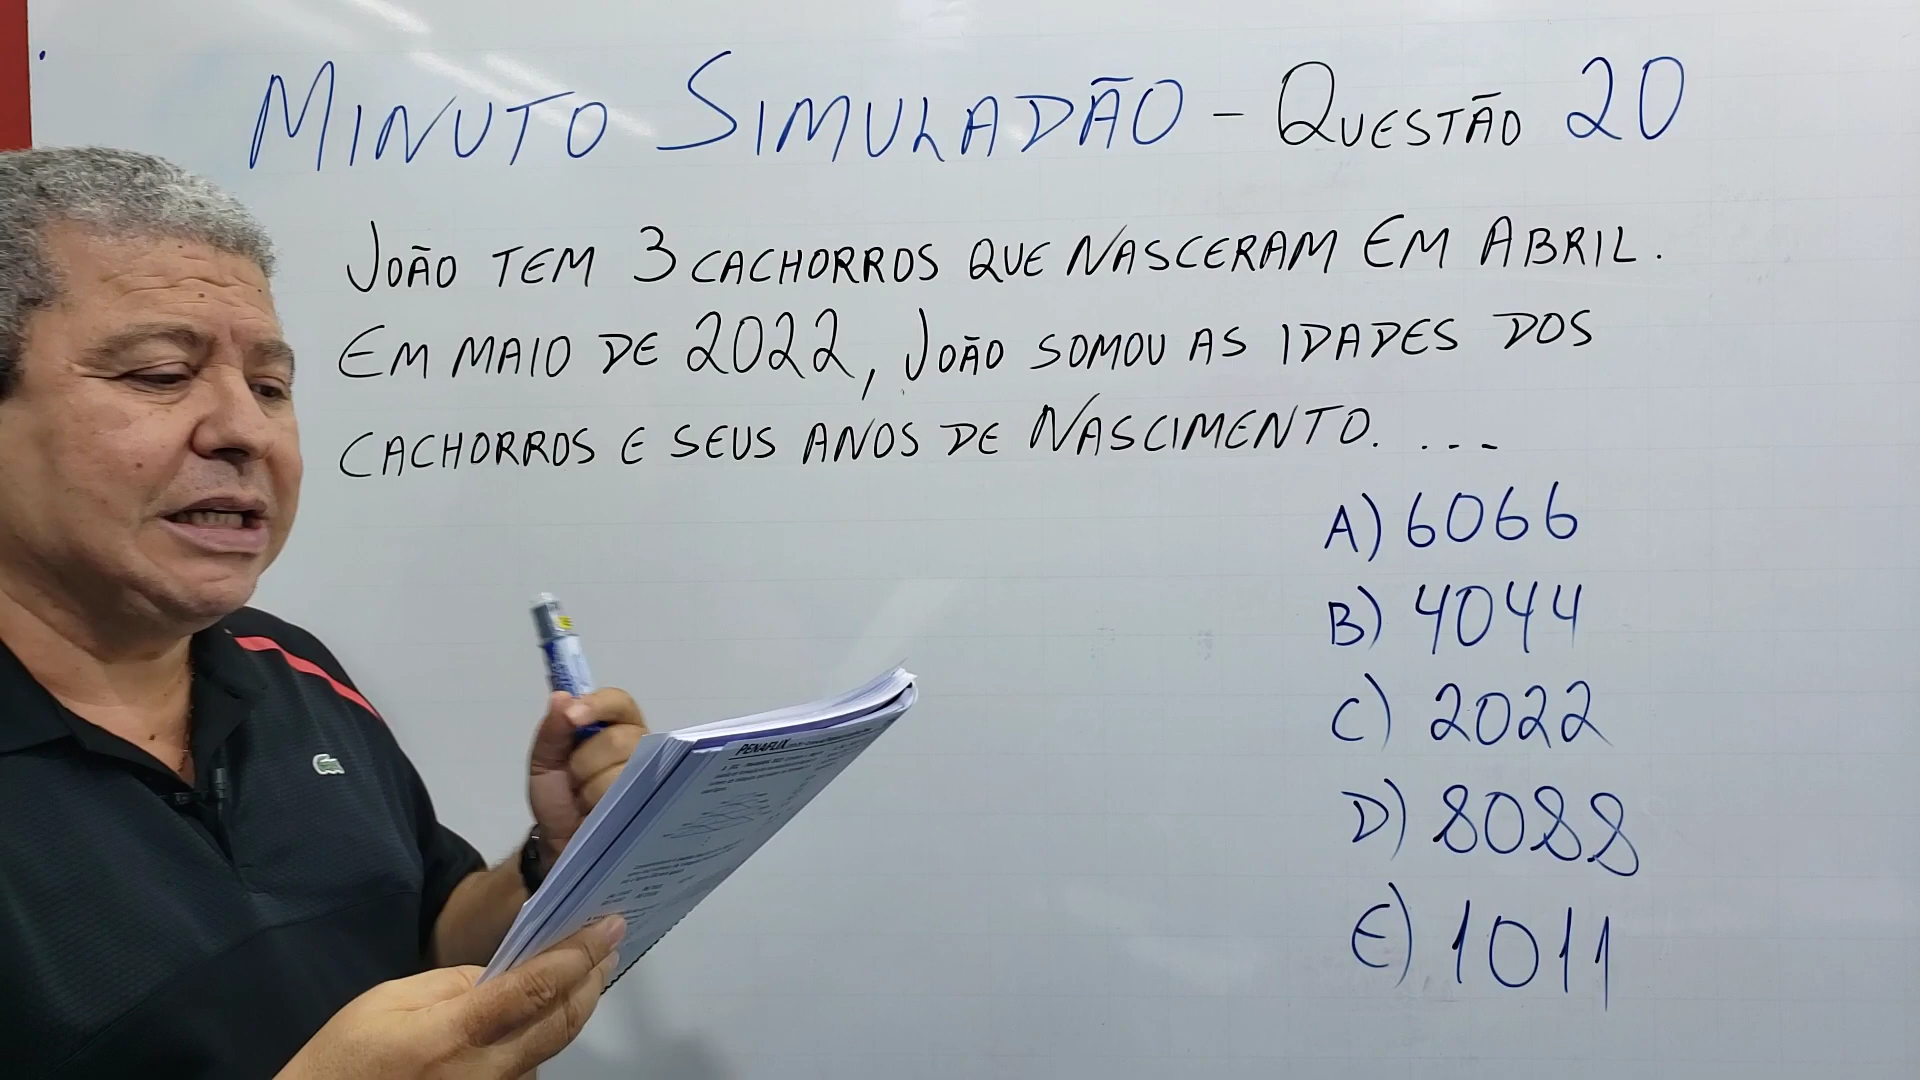 MINUTO SIMULADÃO - QUESTÃO 20
JOÃO TEM 3 CACHORROS QUE NASCERAM EM ABRIL.
EM MAIO DE 2022, JOÃO SOMOU AS IDADES DOS
CACHORROS E SEUS ANOS DE NASCIMENTO. ...
A) 6066
B) 4044
C) 2022
D) 8088
E) 1011
PENAFLIX